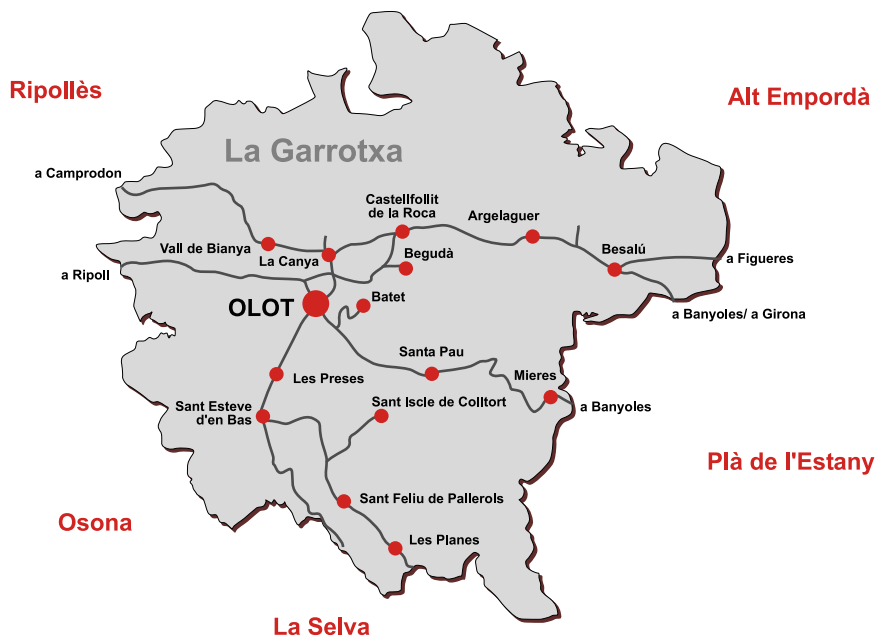 Ripollès
Alt Empordà
La Garrotxa
a Camprodon
Castellfollit
de la Roca
Argelaguer
Vall de Bianya
La Canya
Begudà
Besalú
a Figueres
a Ripoll
Batet
OLOT
a Banyoles/ a Girona
Santa Pau
Les Preses
Mieres
Sant Esteve
d'en Bas
Sant Iscle de Colltort
a Banyoles
Plà de l'Estany
Sant Feliu de Pallerols
Osona
Les Planes
La Selva